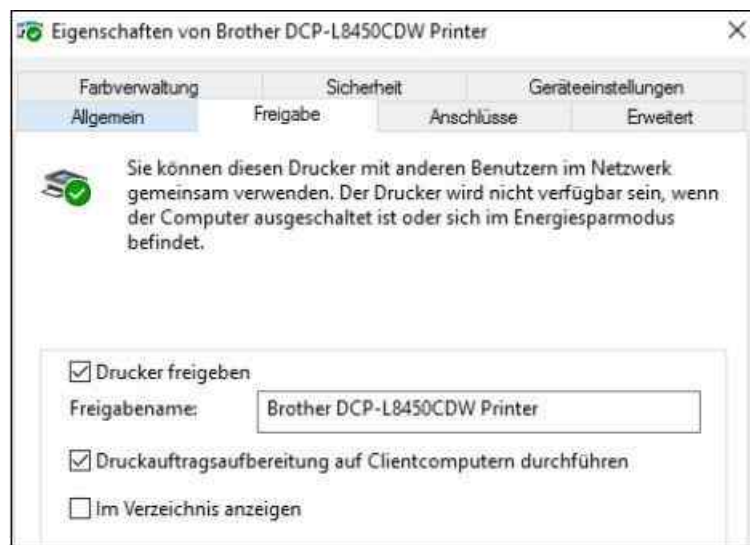 Eigenschaften von Brother DCP-L8450CDW Printer
Farbverwaltung Sicherheit Geräteeinstellungen
Allgemein Freigabe Anschlüsse Erweitert
Sie können diesen Drucker mit anderen Benutzern im Netzwerk
gemeinsam verwenden. Der Drucker wird nicht verfügbar sein, wenn
der Computer ausgeschaltet ist oder sich im Energiesparmodus
befindet.
Drucker freigeben
Freigabename: Brother DCP-L8450CDW Printer
Druckauftragsaufbereitung auf Clientcomputern durchführen
Im Verzeichnis anzeigen